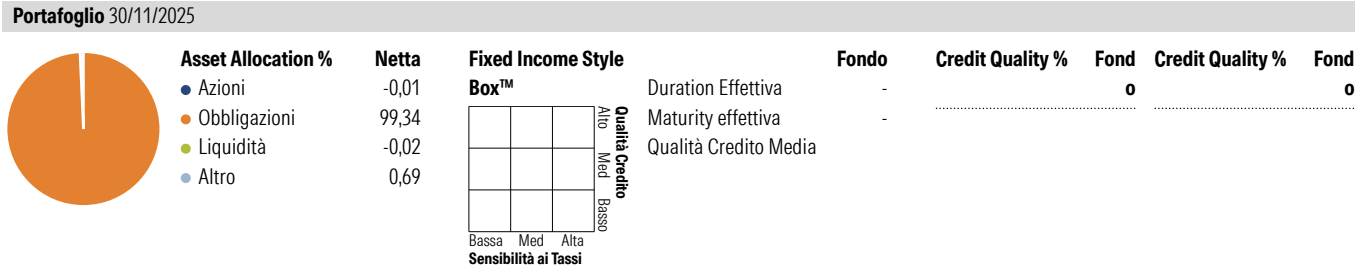 Portafoglio 30/11/2025
Asset Allocation % Netta
Azioni -0,01
Obbligazioni 99,34
Liquidità -0,02
Altro 0,69
Fixed Income Style
Box™
Alto Med Basso
Qualità Credito
Bassa Med Alta
Sensibilità ai Tassi
Fondo
Duration Effettiva -
Maturity effettiva -
Qualità Credito Media
Credit Quality % Fond
o
Credit Quality % Fond
o